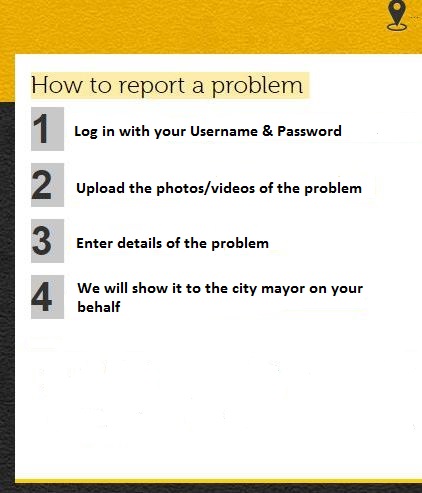 How to report a problem
1 Log in with your Username & Password
2 Upload the photos/videos of the problem
3 Enter details of the problem
4 We will show it to the city mayor on your
behalf